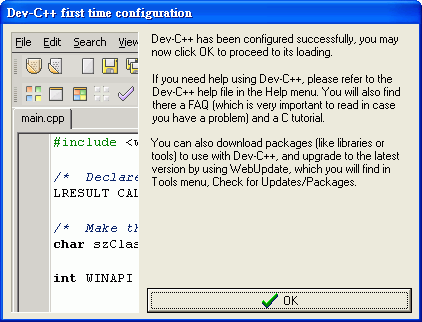 Dev-C++ first time configuration
File Edit Search
main.cpp
#include
/* Declare
LRESULT
/* Make
char
int WINAPI
Dev-C++ has been configured successfully, you may
now click OK to proceed to its loading.
If you need help using Dev-C++, please refer to the
Dev-C++ help file in the Help menu. You will also find
there a FAQ (which is very important to read in case
you have a problem) and a C tutorial.
You can also download packages (like libraries or
tools) to use with Dev-C++, and upgrade to the latest
version by using WebUpdate, which you will find in
Tools menu, Check for Updates/Packages.
OK